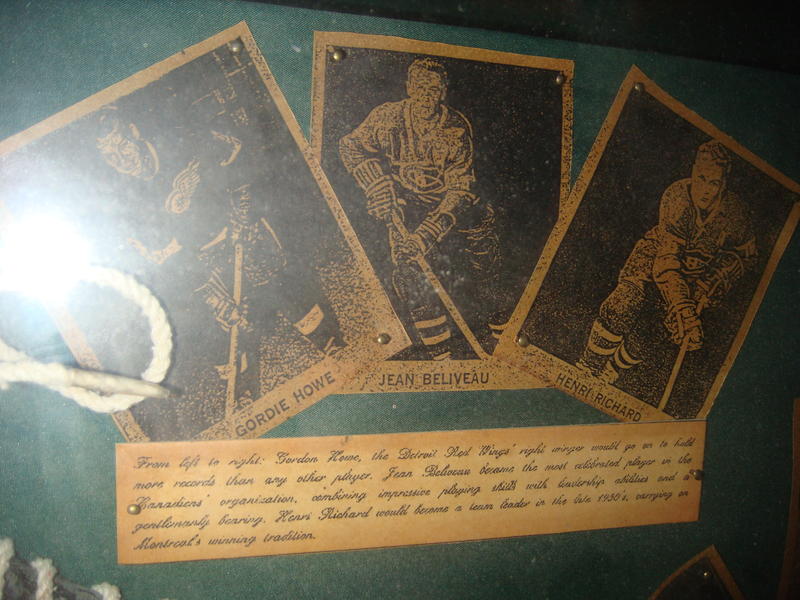 GORDIE HOWE
JEAN BELIVEAU
HENRI RICHARD
From left to right: Gordon Howe, the Detroit Red Wings' right winger would go on to hold
more records than any other player. Jean Beliveau became the most celebrated player in the
Canadiens' organization, combining impressive playing skills with leadership abilities and a
gentlemanly bearing. Henri Richard would become a team leader in the late 1950's, carrying on
Montreal's winning tradition.